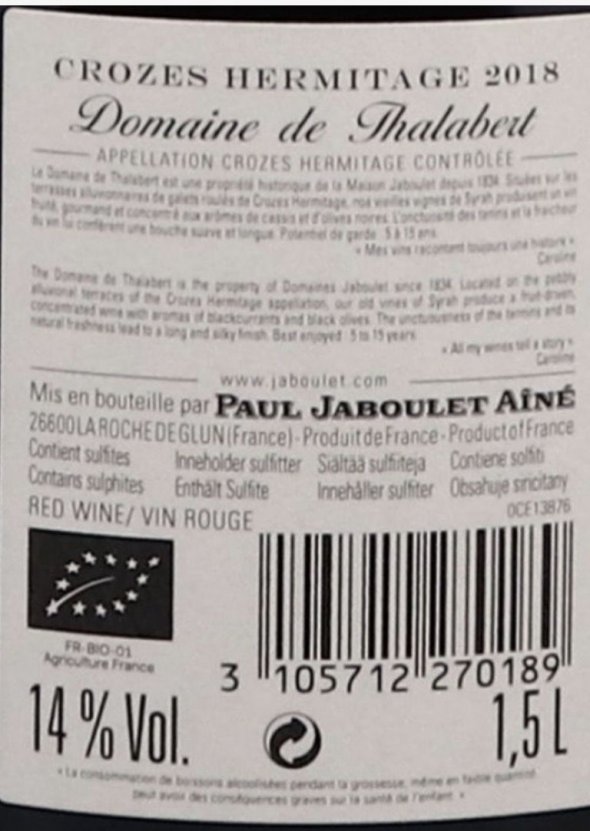 CROZES HERMITAGE 2018
Domaine de Thalabert
APPELLATION CROZES HERMITAGE CONTRÔLÉE
Le Domaine de Thalabert est une propriété historique de la Maison Jaboulet depuis 1834. Situées sur les
terrasses alluvionnaires de galets roulés de Crozes Hermitage, nos vieilles vignes de Syrah produisent un vin
fruité, gourmand et concentré aux arômes de cassis et d'olives noires. L'onctuosité des tanins et la fraîcheur
du vin lui confèrent une bouche suave et longue. Potentiel de garde : 5 à 15 ans.
« Mes vins racontent toujours une histoire »
Caroline
The Domaine de Thalabert is the property of Domaines Jaboulet since 1834. Located on the pebbly
alluvional terraces of the Crozes Hermitage appellation, our old vines of Syrah produce a fruit-driven,
concentrated wine with aromas of blackcurrants and black olives. The unctuousness of the tannins and its
natural freshness lead to a long and silky finish. Best enjoyed : 5 to 15 years
« All my wines tell a story »
Caroline
www.jaboulet.com
Mis en bouteille par PAUL JABOULET AÎNÉ
26600 LA ROCHE DE GLUN (France) - Produit de France - Product of France
Contient sulfites Inneholder sulfitter Siältää sulfiiteja Contiene solfiti
Contains sulphites Enthält Sulfite Innehåller sulfiter Obsahuje siricitany
RED WINE/ VIN ROUGE
OCE13876
FR-BIO-01
Agriculture France
3 105712 270189
14 % Vol.
1,5 L
« La consommation de boissons alcoolisées pendant la grossesse, même en faible quantité,
peut avoir des conséquences graves sur la santé de l'enfant. »